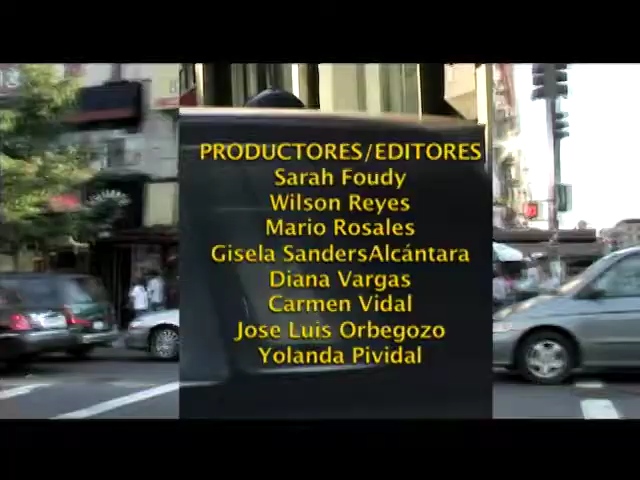 PRODUCTORES/EDITORES
Sarah Foudy
Wilson Reyes
Mario Rosales
Gisela SandersAlcántara
Diana Vargas
Carmen Vidal
Jose Luis Orbegozo
Yolanda Pividal